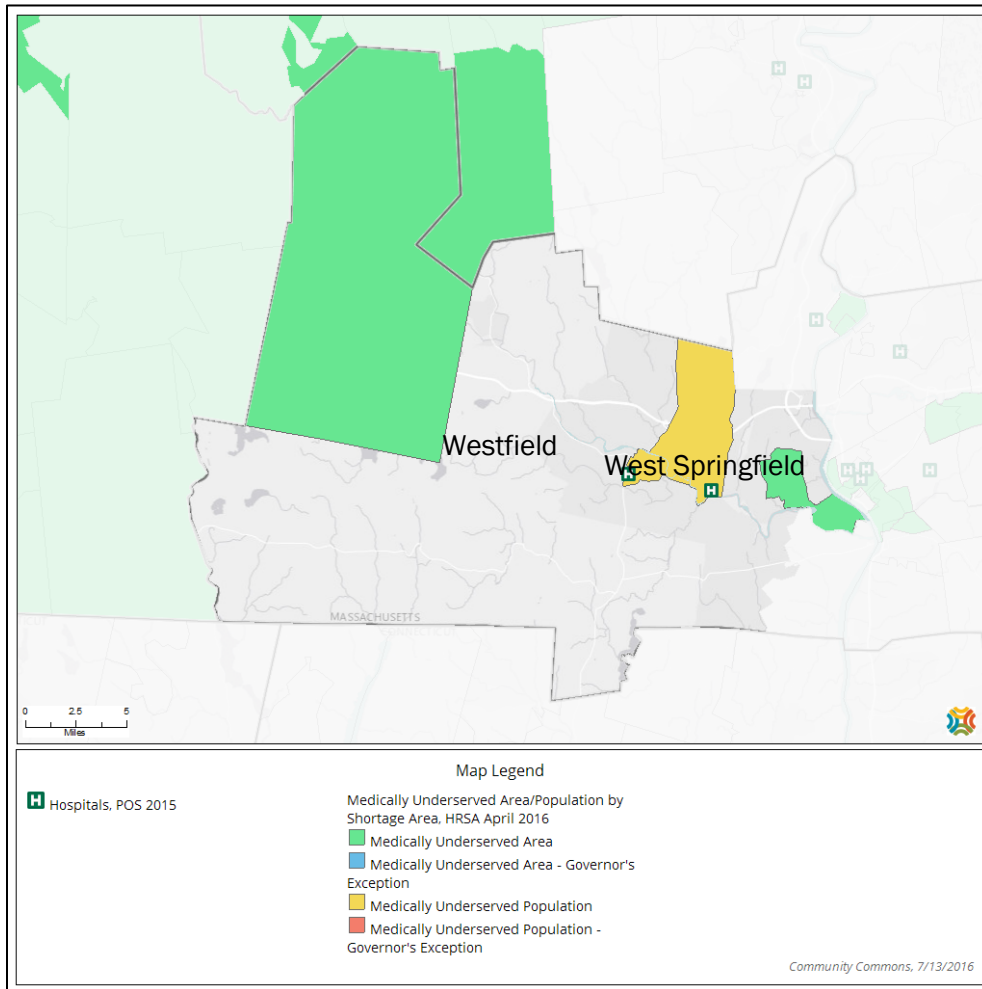 H
H
H
H
Westfield
West Springfield
H
H
H H
H
H
MASSACHUSETTS
0 2.5 5
Miles
Map Legend
H Hospitals, POS 2015
Medically Underserved Area/Population by
Shortage Area, HRSA April 2016
Medically Underserved Area
Medically Underserved Area - Governor's
Exception
Medically Underserved Population
Medically Underserved Population -
Governor's Exception
Community Commons, 7/13/2016